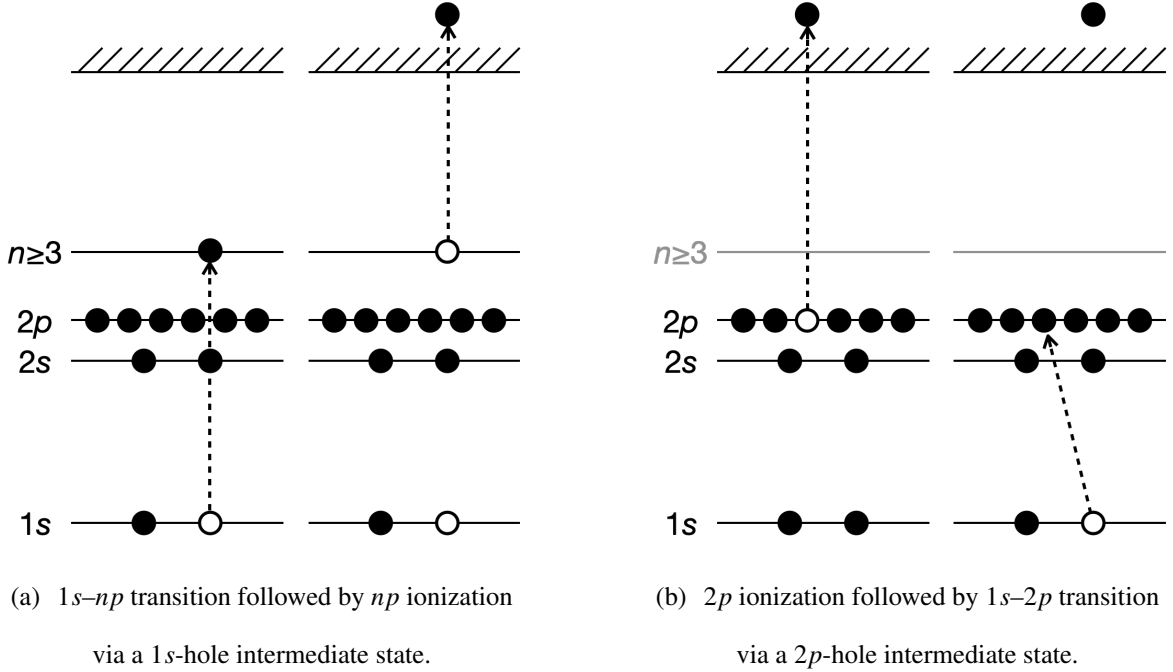 n≥3
2p
2s
1s
n≥3
2p
2s
1s
(a) 1s–np transition followed by np ionization
via a 1s-hole intermediate state.
(b) 2p ionization followed by 1s–2p transition
via a 2p-hole intermediate state.